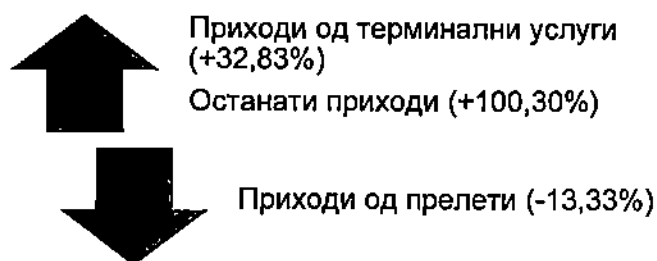 Приходи од терминални услуги
(+32,83%)
Останати приходи (+100,30%)
Приходи од прелети (-13,33%)